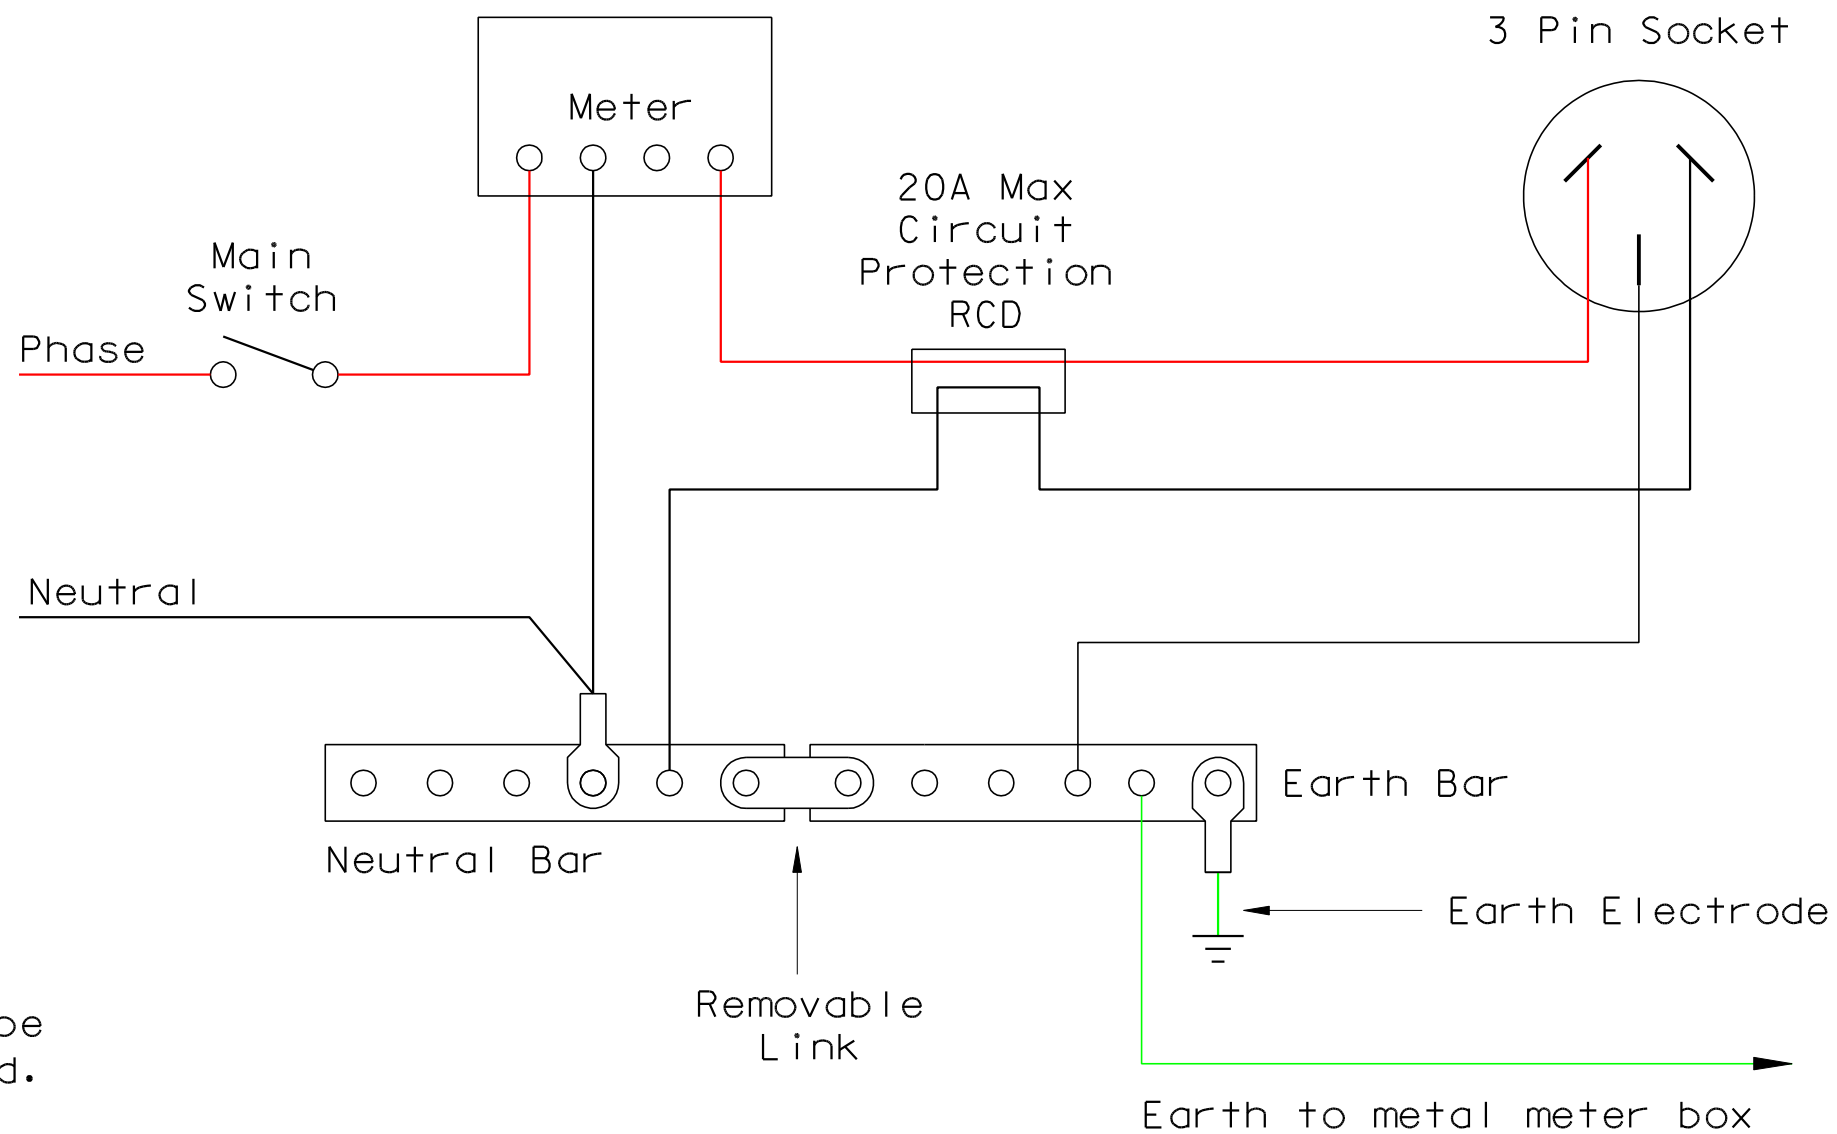 3 Pin Socket
Meter
20A Max
Circuit
Protection
RCD
Main
Switch
Phase
Neutral
Earth Bar
Neutral Bar
Earth Electrode
Removable
Link
d.
Earth to metal meter box